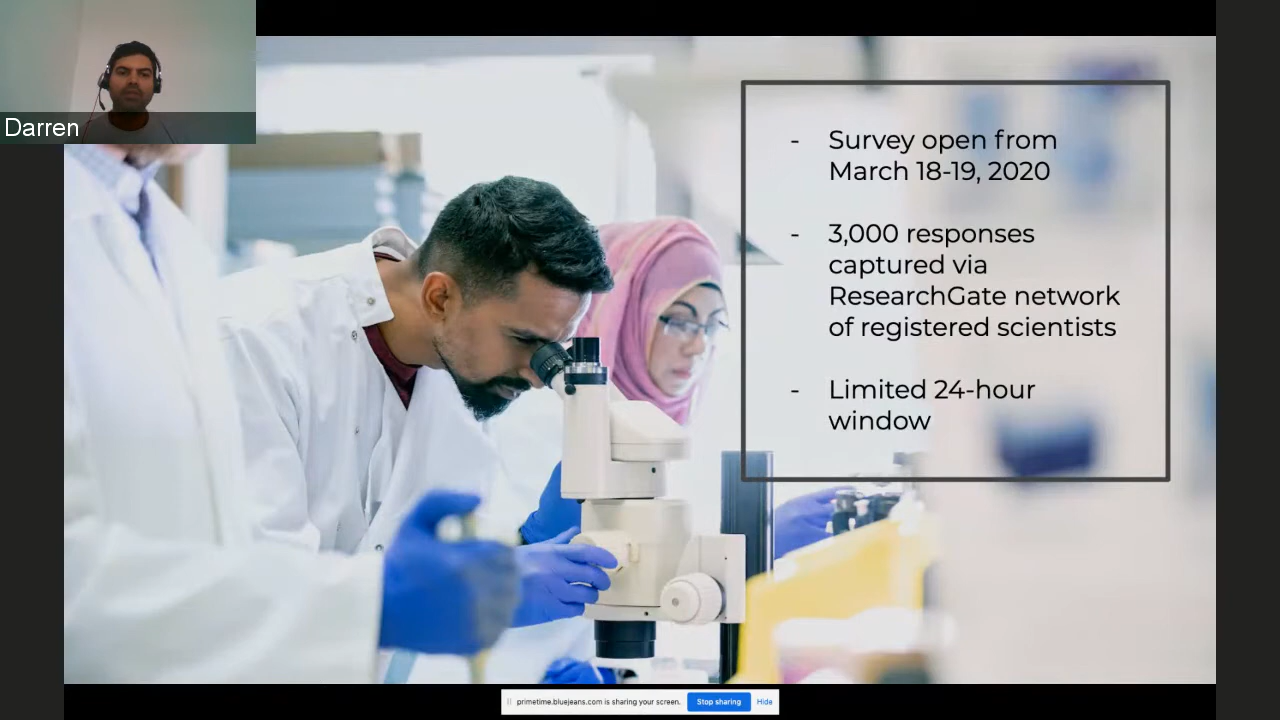 Darren
- Survey open from
March 18-19, 2020
- 3,000 responses
captured via
ResearchGate network
of registered scientists
- Limited 24-hour
window
primetime.bluejeans.com is sharing your screen. Stop sharing Hide